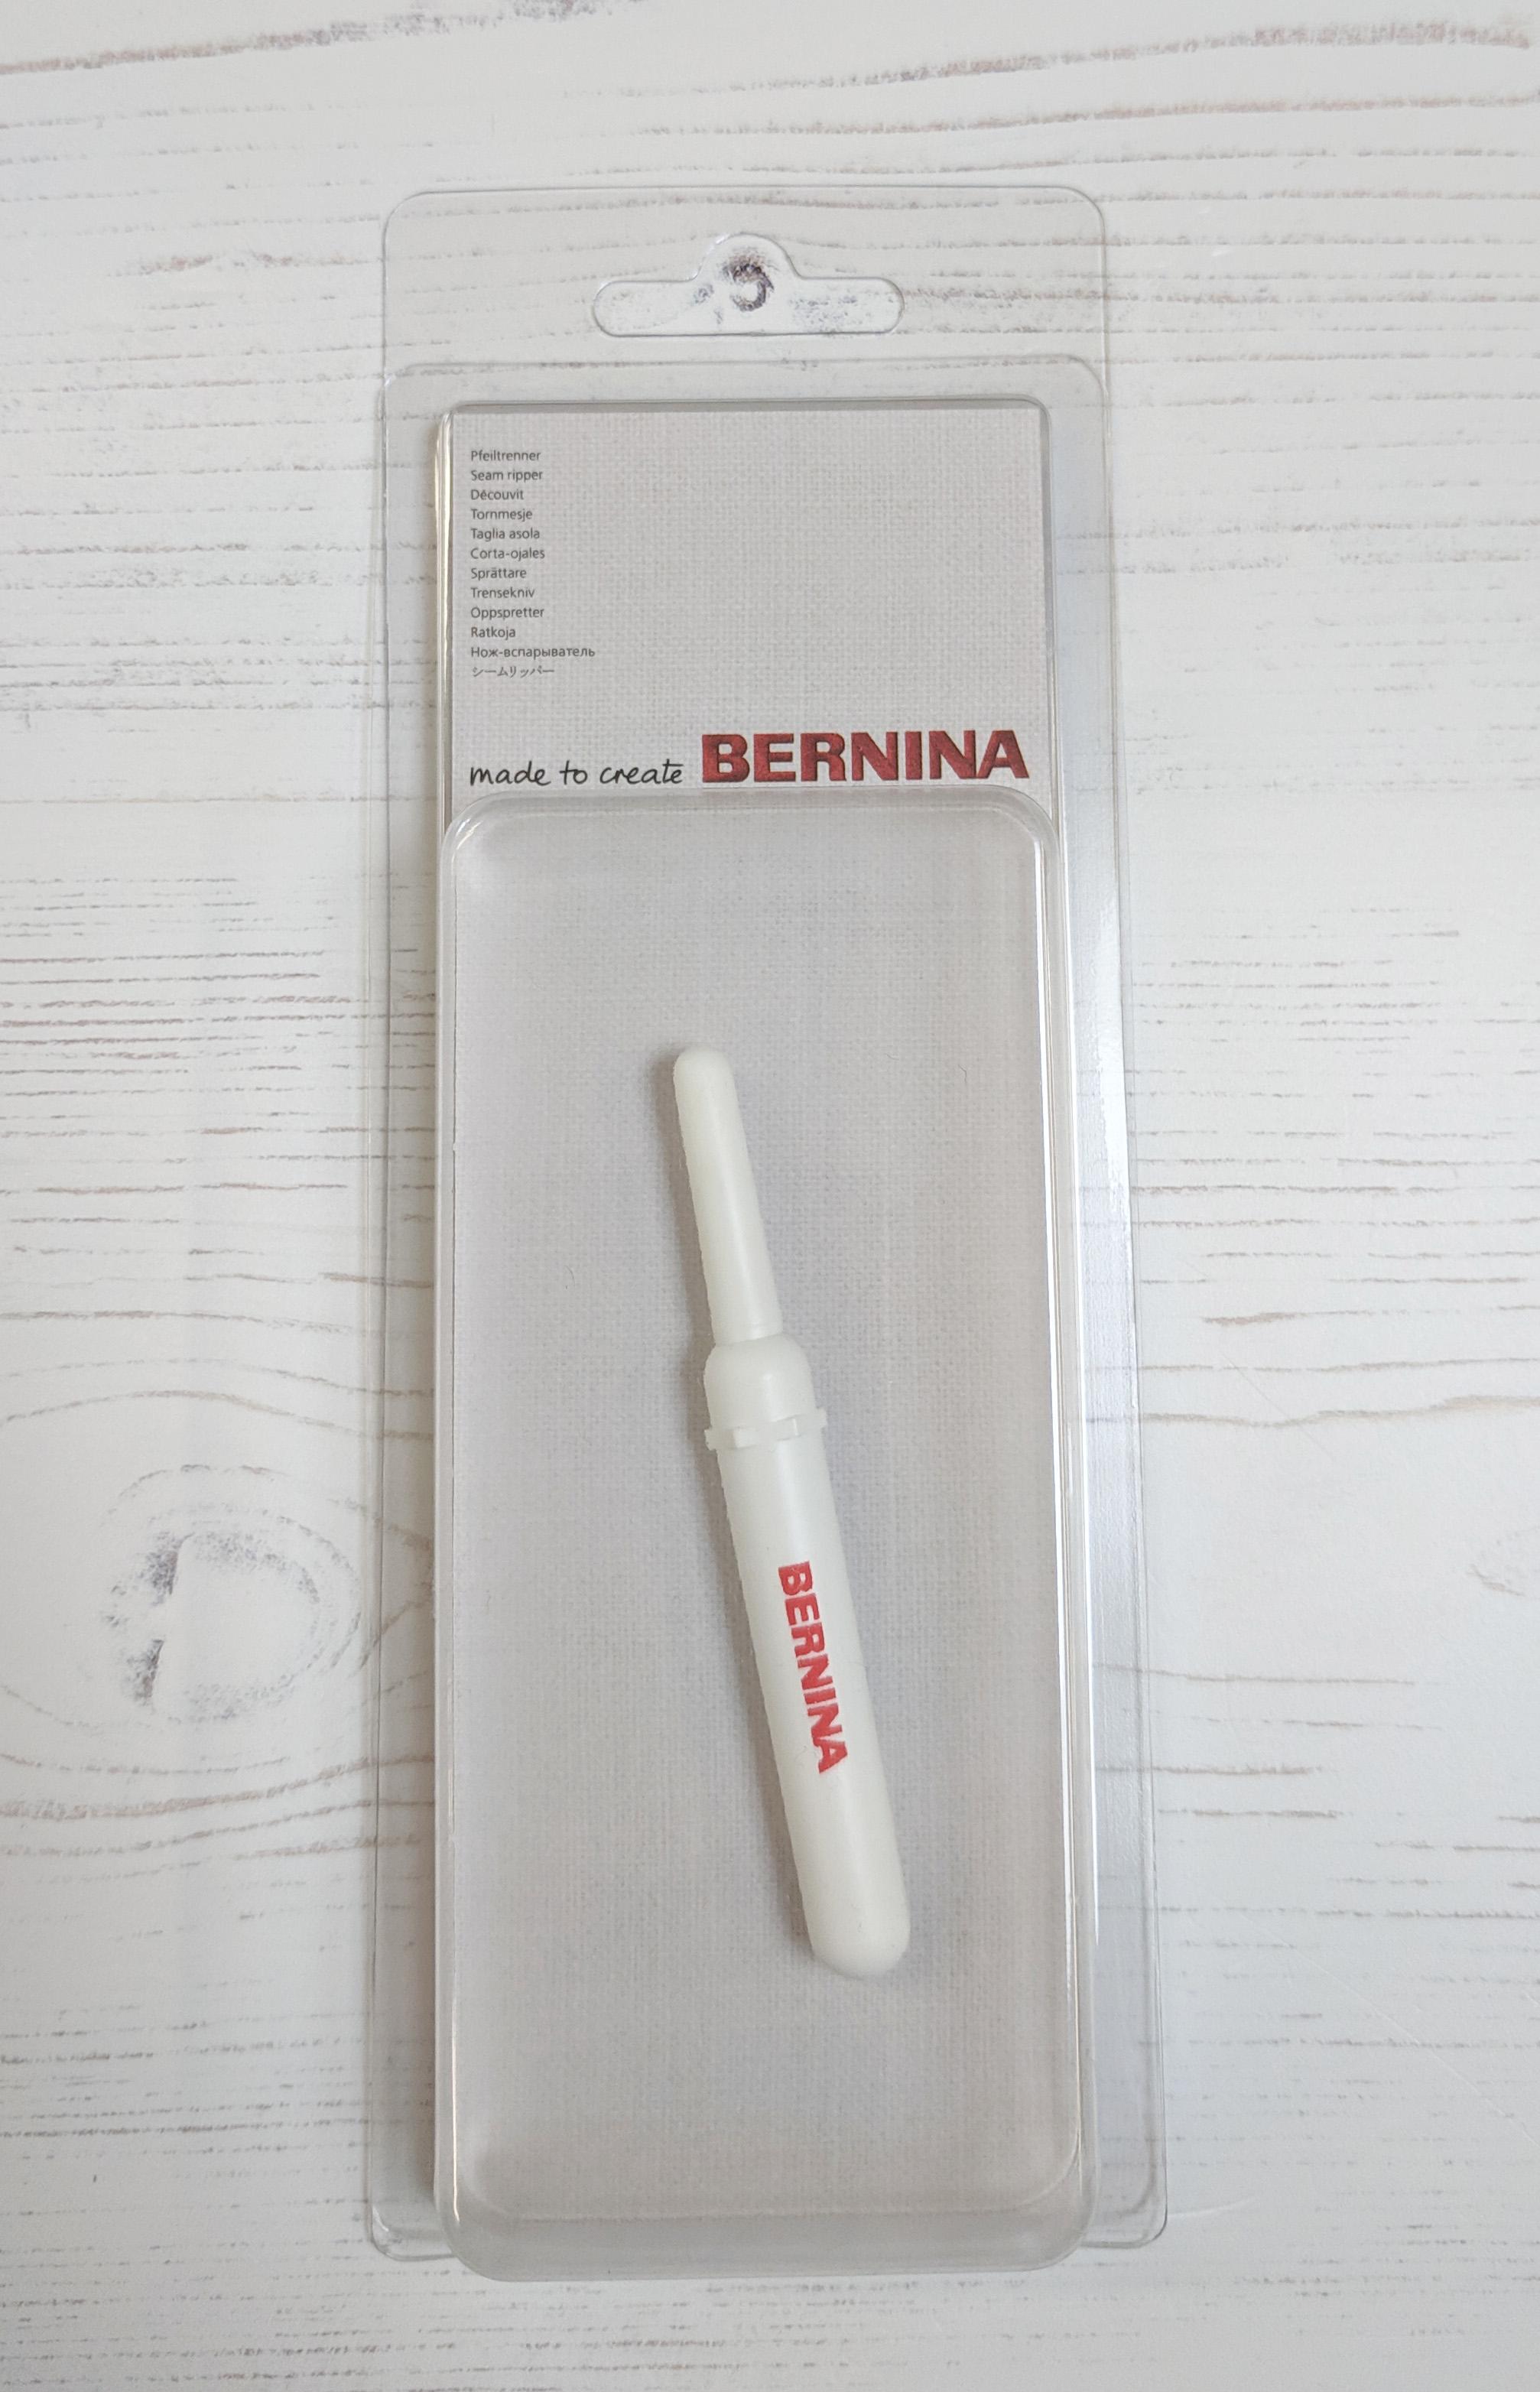 Pfeiltrenner
Seam ripper
Découvit
Tornmesje
Taglia asola
Corta-ojales
Sprättare
Trensekniv
Oppspretter
Ratkoja
Нож-вспарыватель
シームリッパー
made to create BERNINA
BERNINA